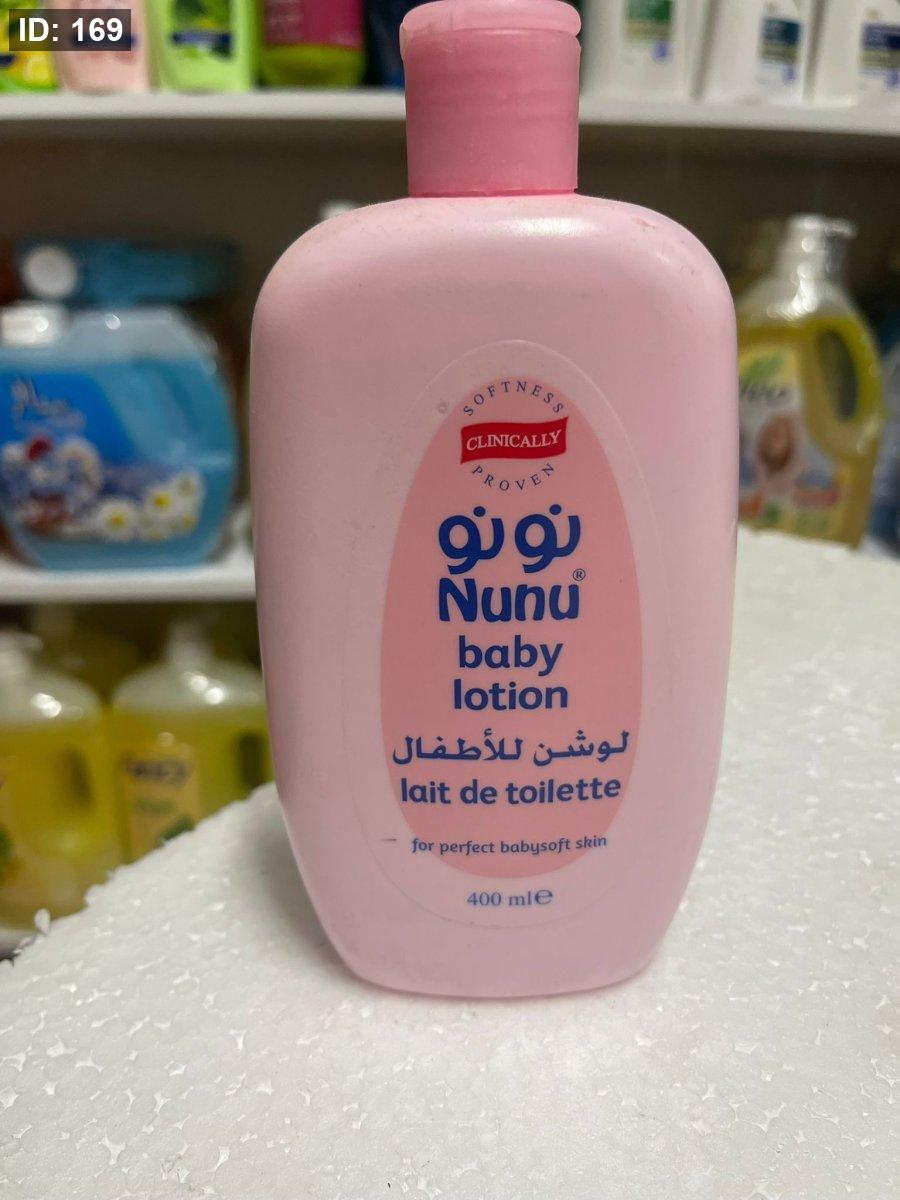 ID: 169
SOFTNESS
CLINICALLY
PROVEN
نونو
Nunu®
baby
lotion
لوشن للأطفال
lait de toilette
for perfect babysoft skin
400 ml℮